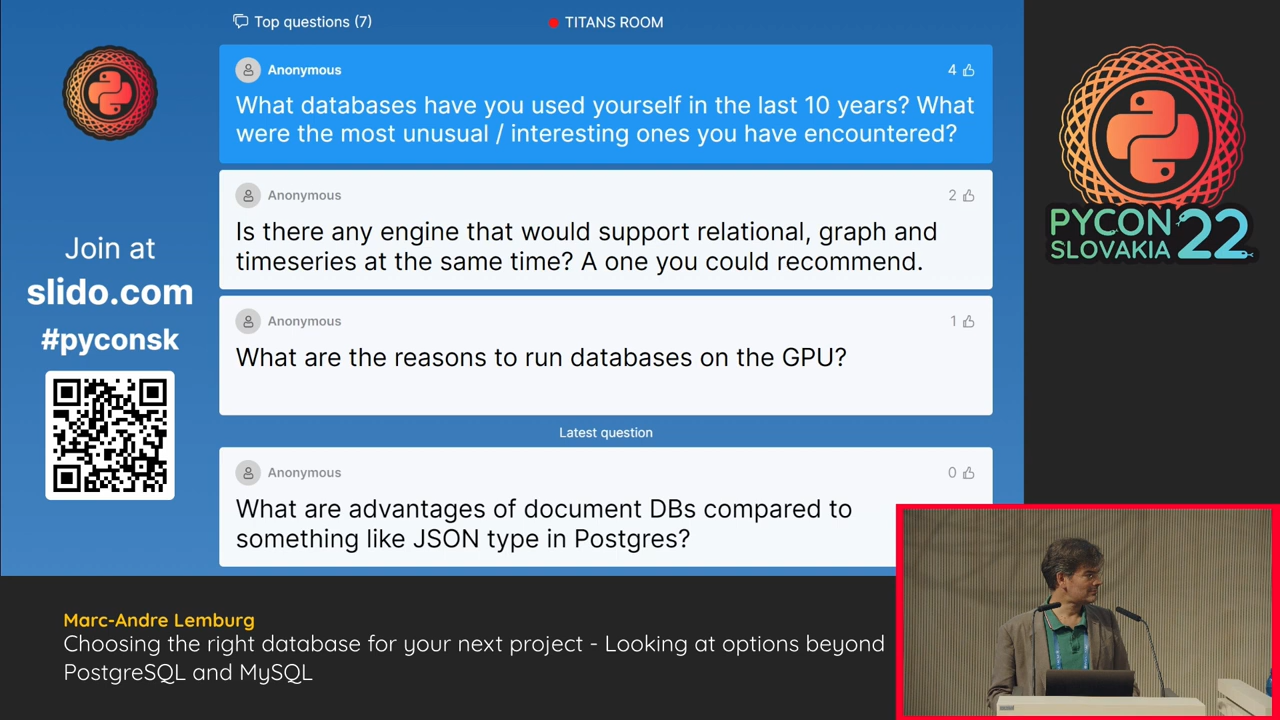 Top questions (7)
TITANS ROOM
Anonymous
4
What databases have you used yourself in the last 10 years? What
were the most unusual / interesting ones you have encountered?
Anonymous
2
Is there any engine that would support relational, graph and
timeseries at the same time? A one you could recommend.
Anonymous
1
What are the reasons to run databases on the GPU?
Latest question
Anonymous
0
What are advantages of document DBs compared to
something like JSON type in Postgres?
Join at
slido.com
#pyconsk
PYCON
SLOVAKIA
22
Marc-Andre Lemburg
Choosing the right database for your next project - Looking at options beyond
PostgreSQL and MySQL